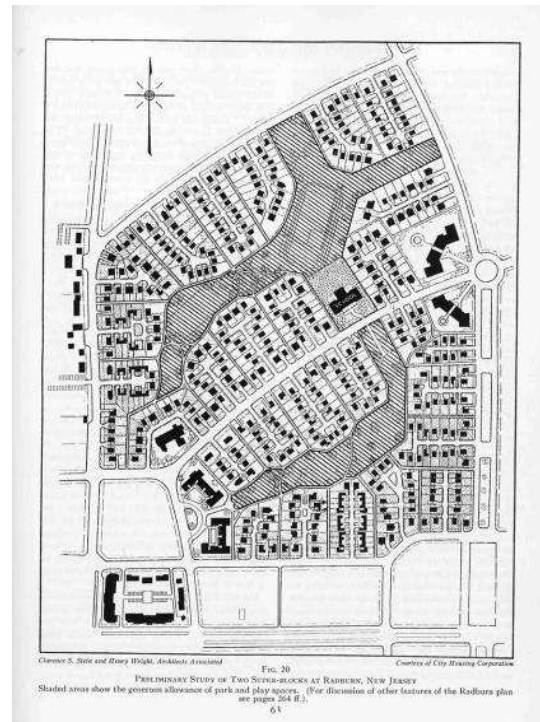 SCHOOL
Clarence S. Stein and Henry Wright, Architects Associated
Courtesy of City Housing Corporation
FIG. 20
PRELIMINARY STUDY OF TWO SUPER-BLOCKS AT RADBURN, NEW JERSEY
Shaded areas show the generous allowance of park and play spaces. (For discussion of other features of the Radburn plan
see pages 264 ff.).
63